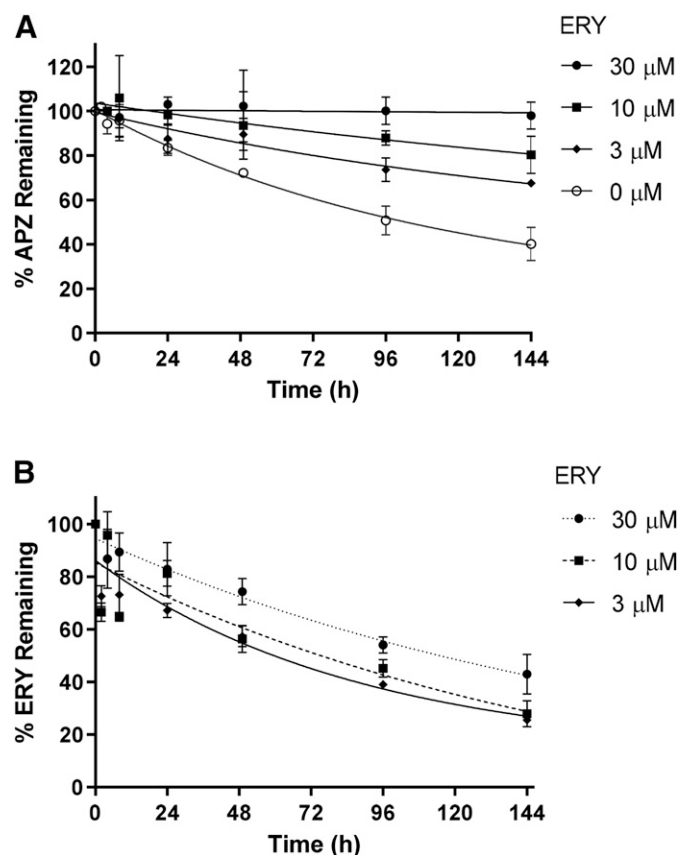 A
ERY
30 μM
10 μM
3 μM
0 μM
% APZ Remaining
120
100
80
60
40
20
0
0 24 48 72 96 120 144
Time (h)
B
ERY
30 μM
10 μM
3 μM
% ERY Remaining
100
80
60
40
20
0
0 24 48 72 96 120 144
Time (h)